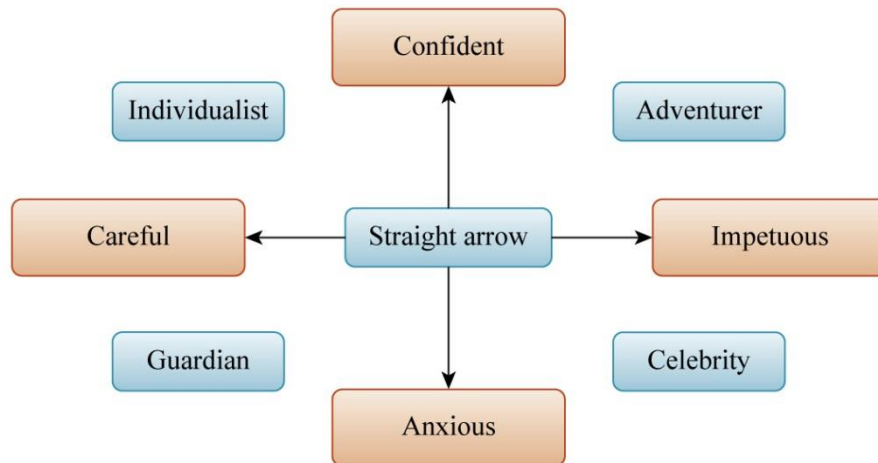 Confident
Individualist
Adventurer
Careful
Straight arrow
Impetuous
Guardian
Celebrity
Anxious